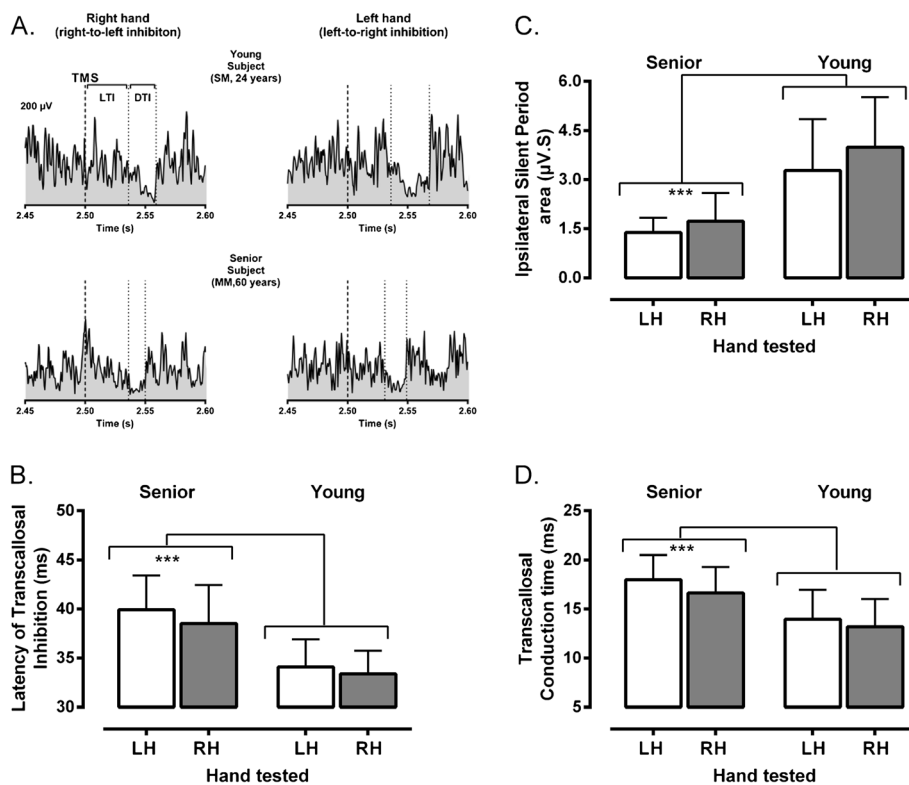 A.
Right hand
(right-to-left inhibiton)
Left hand
(left-to-right inhibition)
Young
Subject
(SM, 24 years)
TMS
LTI
DTI
200 µV
2.45
2.50
2.55
2.60
Time (s)
2.45
2.50
2.55
2.60
Time (s)
Senior
Subject
(MM,60 years)
2.45
2.50
2.55
2.60
Time (s)
2.45
2.50
2.55
2.60
Time (s)
C.
Senior
Young
Ipsilateral Silent Period
area (µV.S)
6.0
4.5
3.0
1.5
0.0
***
LH
RH
LH
RH
Hand tested
B.
Senior
Young
Latency of Transcallosal
Inhibition (ms)
50
45
40
35
30
***
LH
RH
LH
RH
Hand tested
D.
Senior
Young
Transcallosal
Conduction time (ms)
25
20
15
10
5
***
LH
RH
LH
RH
Hand tested